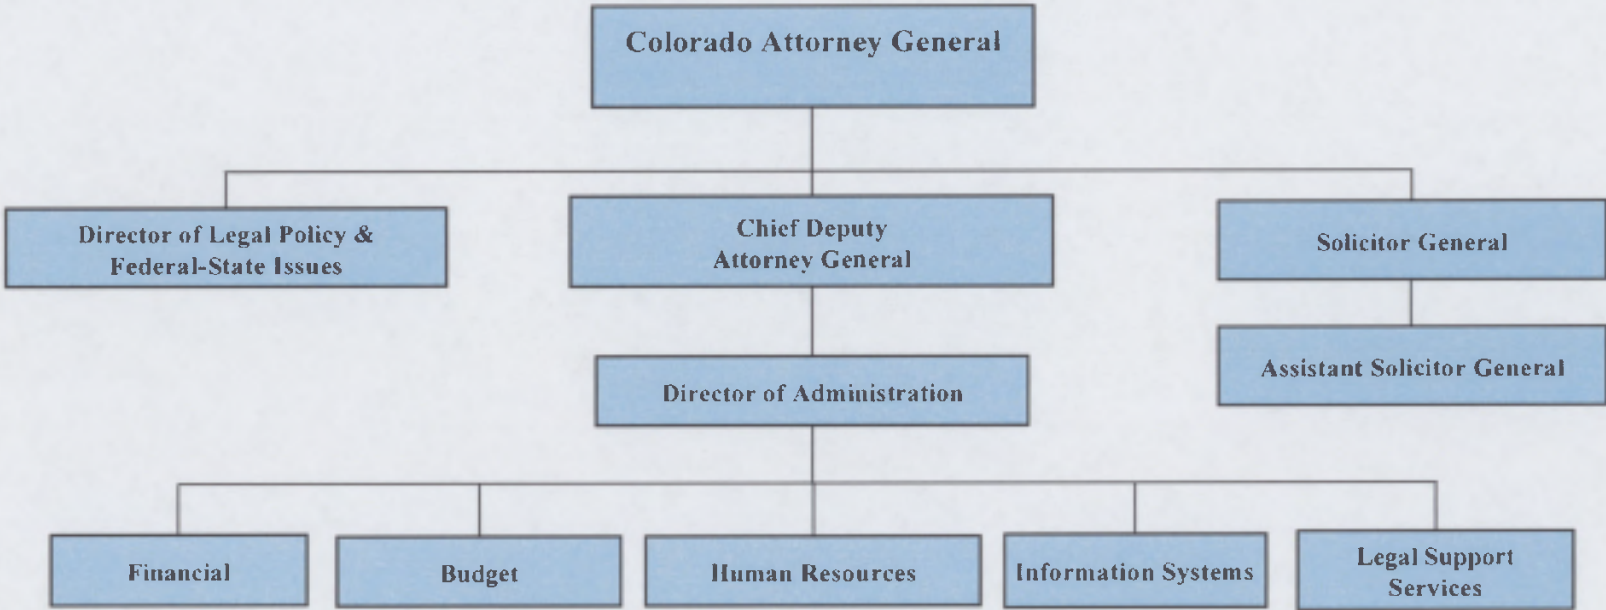 Colorado Attorney General
Director of Legal Policy &
Federal-State Issues
Chief Deputy
Attorney General
Solicitor General
Assistant Solicitor General
Director of Administration
Financial
Budget
Human Resources
Information Systems
Legal Support
Services